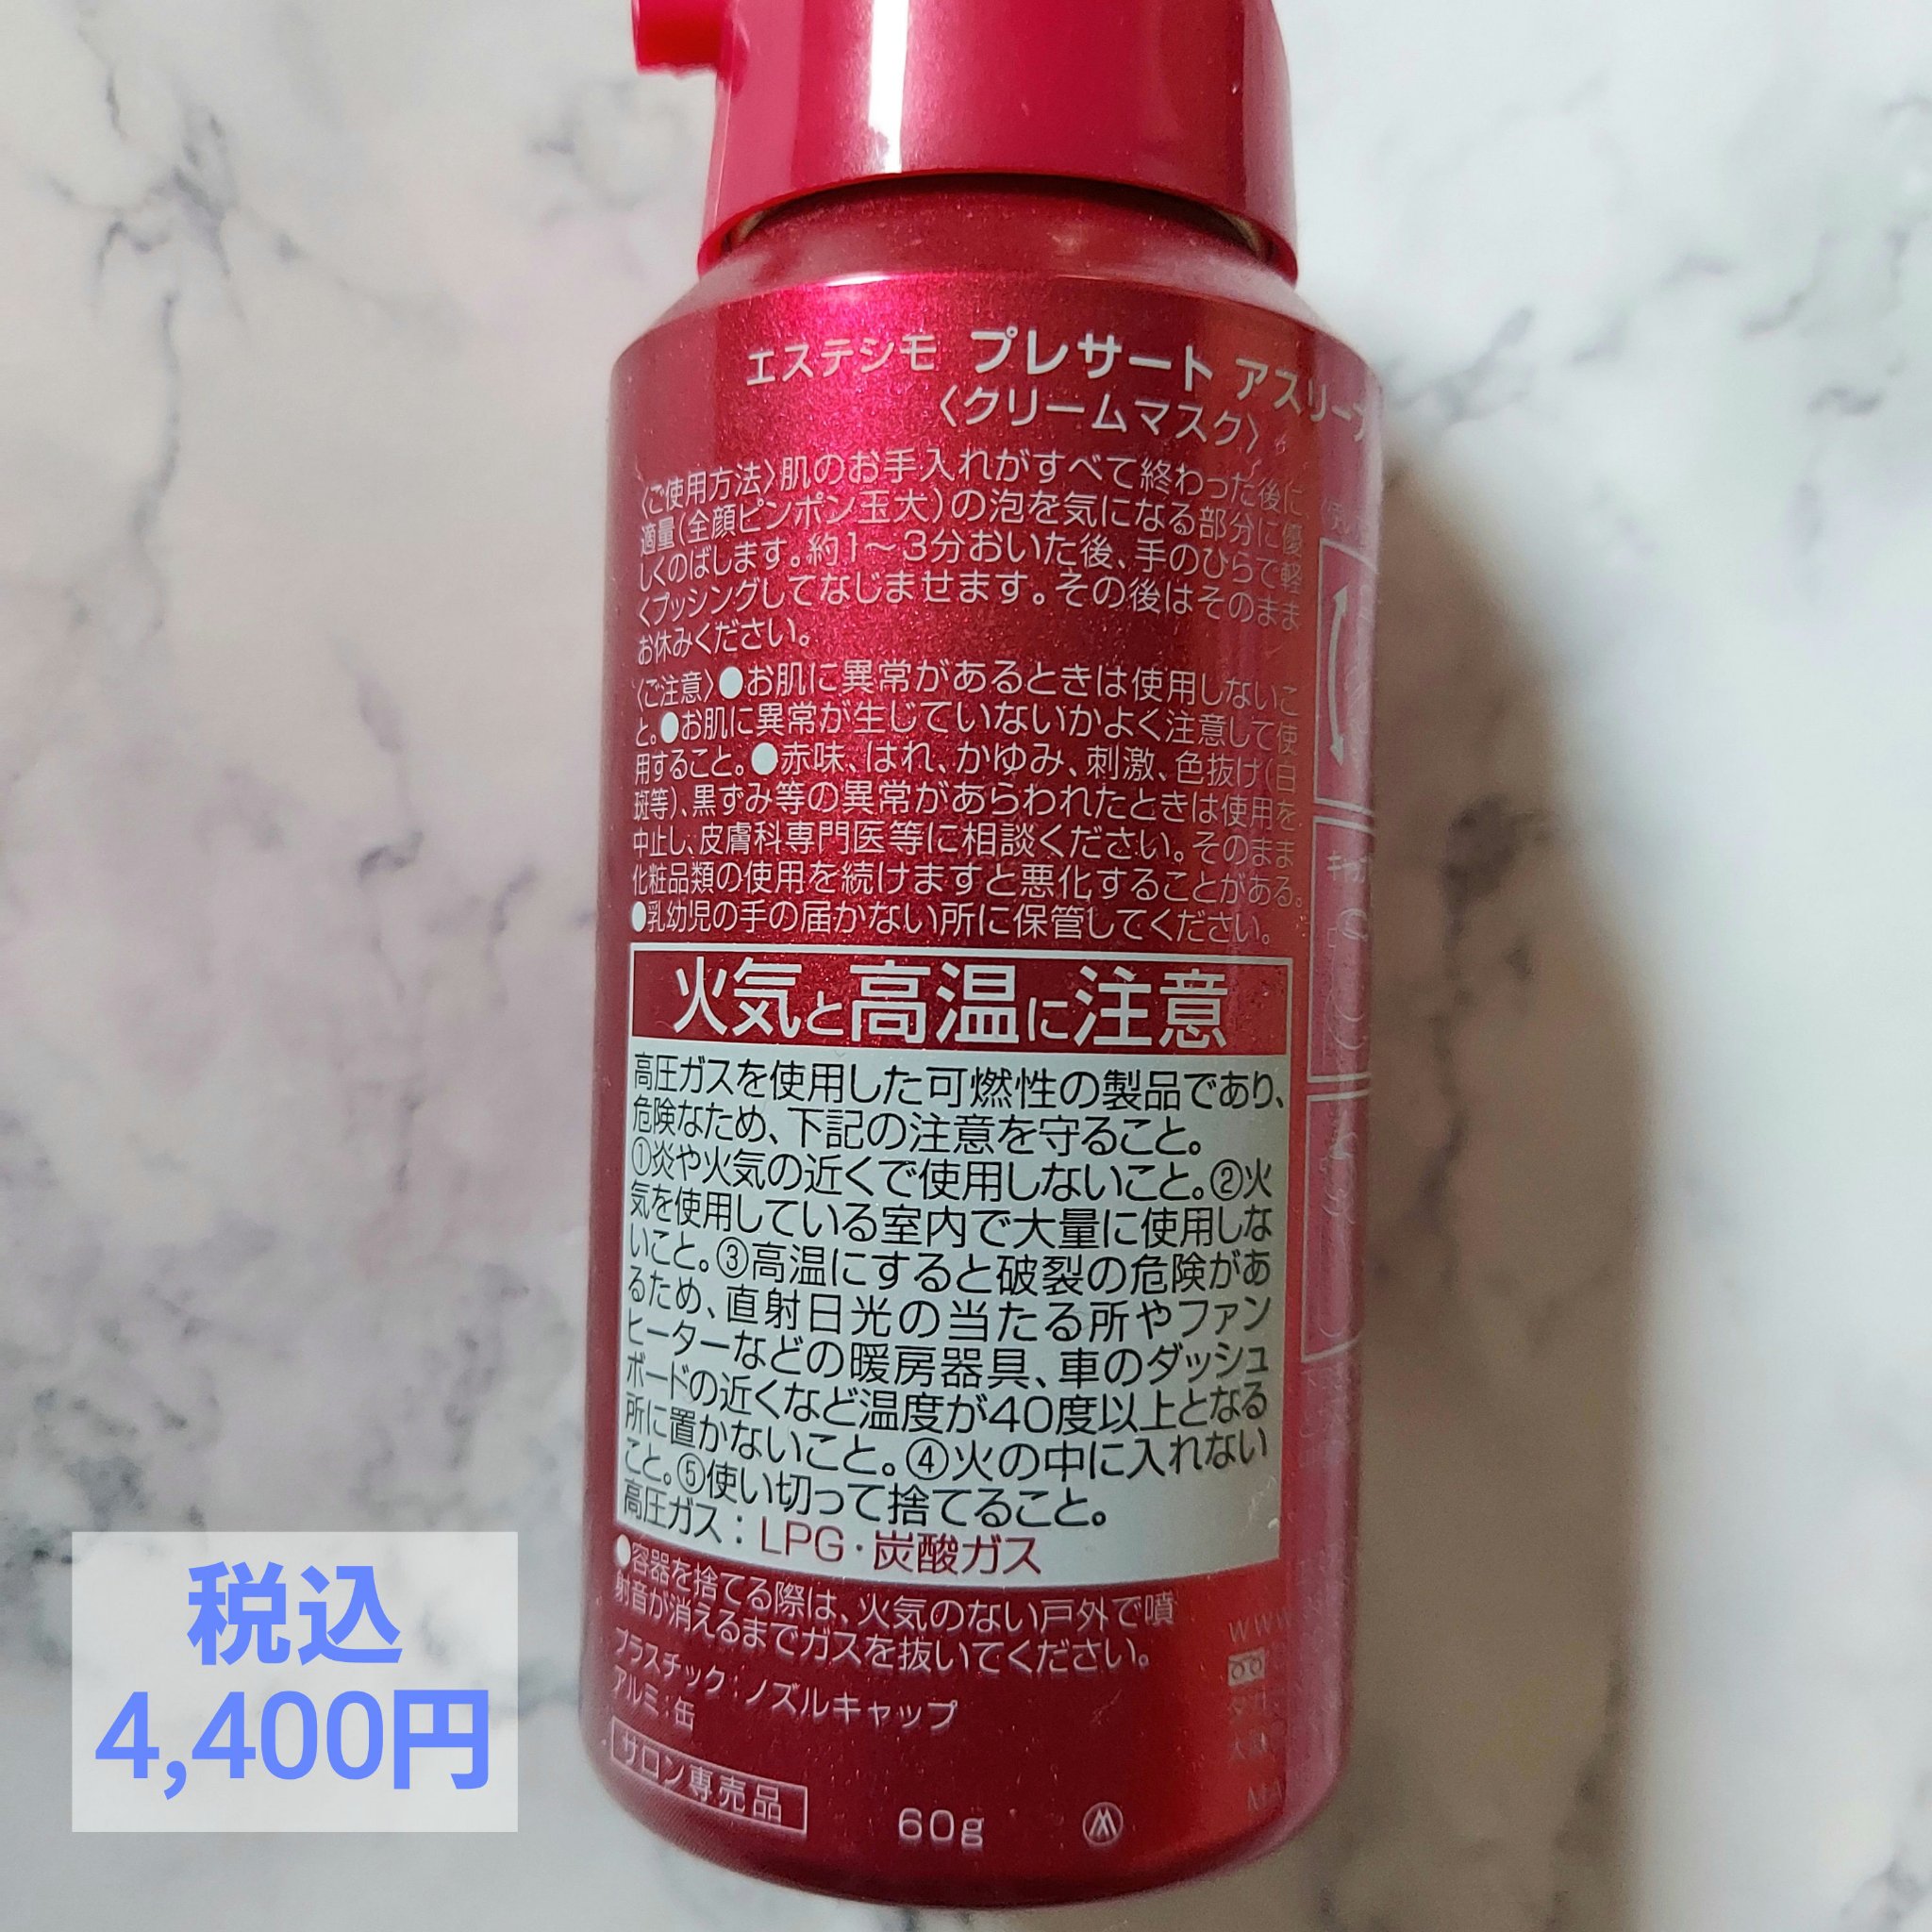 エステシモ プレサート アスリー
〈クリームマスク〉
〈ご使用方法〉肌のお手入れがすべて終わった後に、
適量(全顔ピンポン玉大)の泡を気になる部分に優
しくのばします。約1〜3分おいた後、手のひらで軽
くプッシングしてなじませます。その後はそのまま
お休みください。
〈ご注意〉●お肌に異常があるときは使用しないこ
と。●お肌に異常が生じていないかよく注意して使
用すること。●赤味、はれ、かゆみ、刺激、色抜け(白
斑等)、黒ずみ等の異常があらわれたときは使用を
中止し、皮膚科専門医等に相談ください。そのまま
化粧品類の使用を続けますと悪化することがある。
●乳幼児の手の届かない所に保管してください。
火気と高温に注意
高圧ガスを使用した可燃性の製品であり、
危険なため、下記の注意を守ること。
①炎や火気の近くで使用しないこと。②火
気を使用している室内で大量に使用しな
いこと。③高温にすると破裂の危険があ
るため、直射日光の当たる所やファン
ヒーターなどの暖房器具、車のダッシュ
ボードの近くなど温度が40度以上となる
所に置かないこと。④火の中に入れない
こと。⑤使い切って捨てること。
高圧ガス：LPG・炭酸ガス
●容器を捨てる際は、火気のない戸外で噴
射音が消えるまでガスを抜いてください。
プラスチック：ノズルキャップ
アルミ：缶
サロン専売品
60g
キャップ
www
税込
4,400円